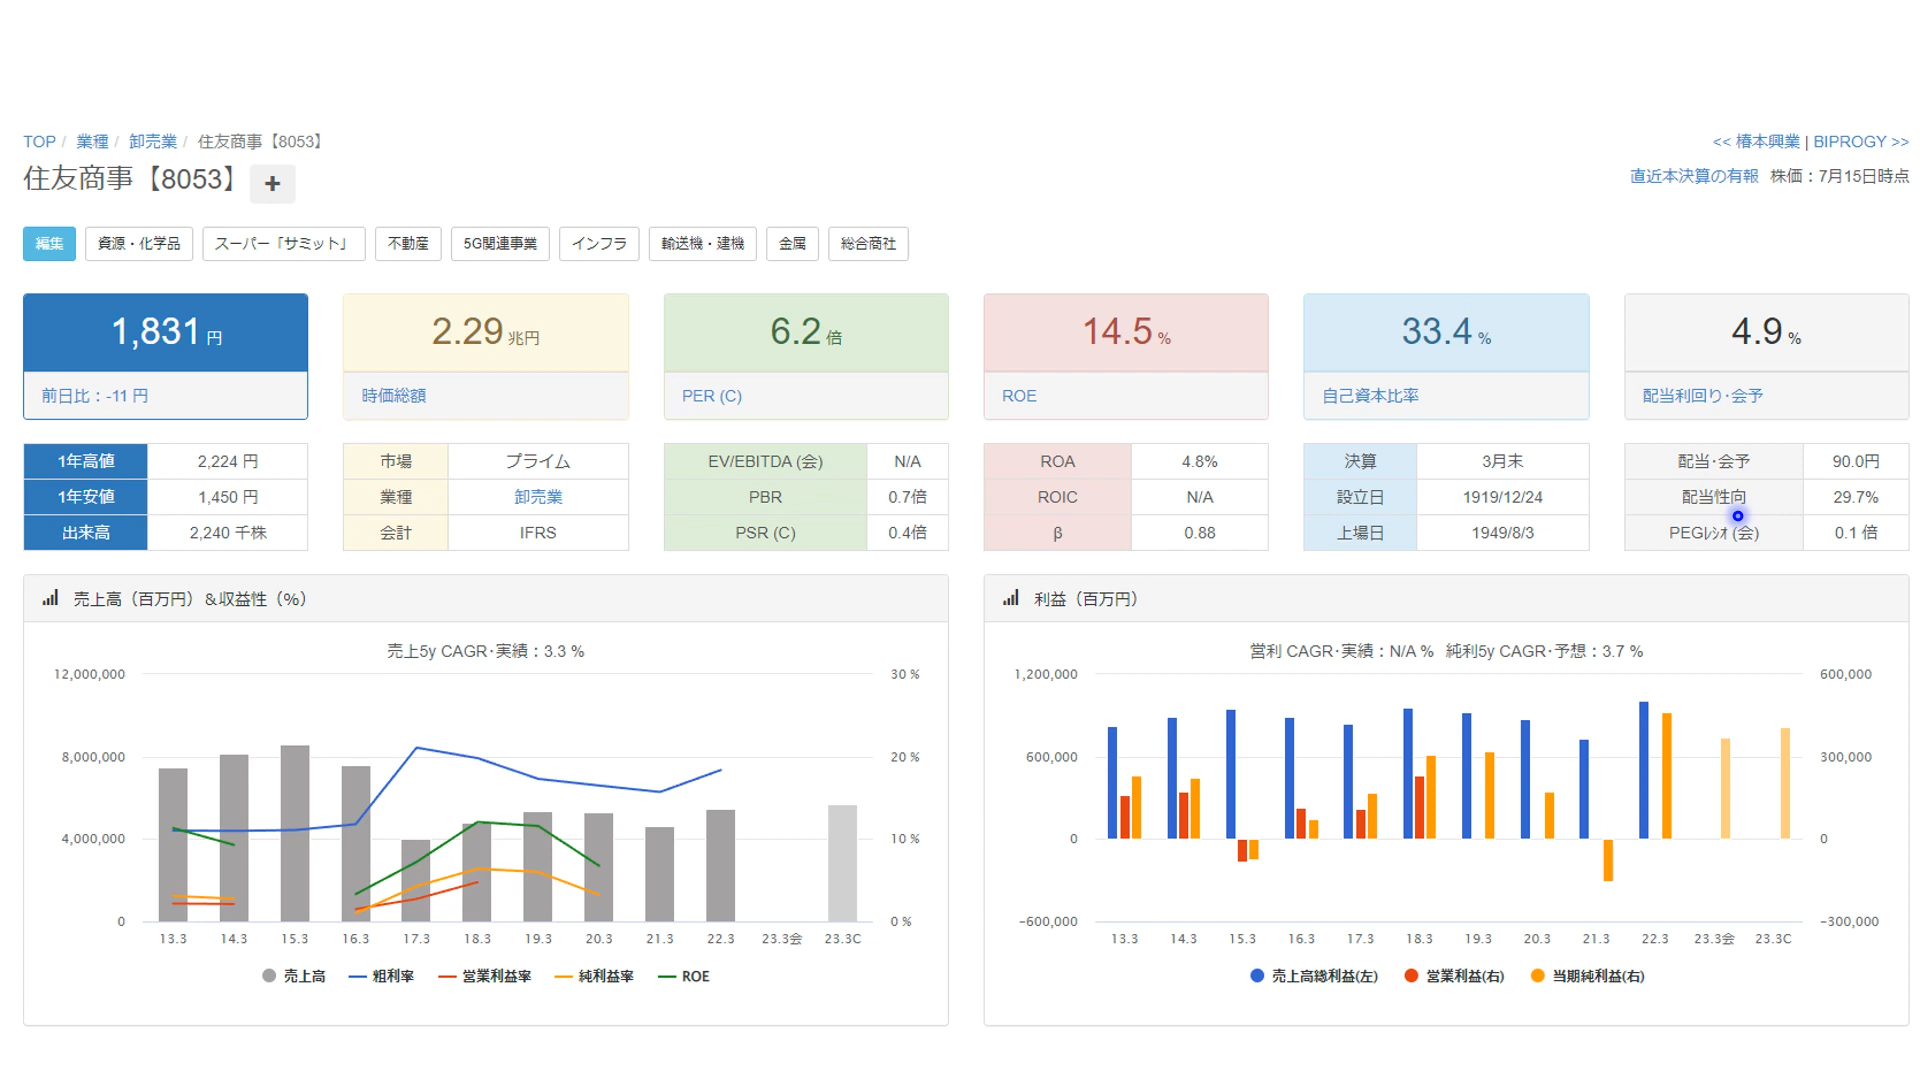 TOP / 業種 / 卸売業 / 住友商事【8053】
<< 椿本興業 | BIPROGY >>
住友商事【8053】 +
直近本決算の有報 株価：7月15日時点
編集 資源・化学品 スーパー「サミット」 不動産 5G関連事業 インフラ 輸送機・建機 金属 総合商社
1,831 円
前日比：-11 円
2.29 兆円
時価総額
6.2 倍
PER (C)
14.5 %
ROE
33.4 %
自己資本比率
4.9 %
配当利回り･会予
1年高値 2,224 円
1年安値 1,450 円
出来高 2,240 千株
市場 プライム
業種 卸売業
会計 IFRS
EV/EBITDA (会) N/A
PBR 0.7倍
PSR (C) 0.4倍
ROA 4.8%
ROIC N/A
β 0.88
決算 3月末
設立日 1919/12/24
上場日 1949/8/3
配当･会予 90.0円
配当性向 29.7%
PEGﾚｼｵ (会) 0.1 倍
売上高（百万円）＆収益性（%）
売上5y CAGR･実績：3.3 %
12,000,000 30 %
8,000,000 20 %
4,000,000 10 %
0 0 %
13.3 14.3 15.3 16.3 17.3 18.3 19.3 20.3 21.3 22.3 23.3会 23.3C
売上高 粗利率 営業利益率 純利益率 ROE
利益（百万円）
営利 CAGR･実績：N/A % 純利5y CAGR･予想：3.7 %
1,200,000 600,000
600,000 300,000
0 0
−600,000 −300,000
13.3 14.3 15.3 16.3 17.3 18.3 19.3 20.3 21.3 22.3 23.3会 23.3C
売上高総利益(左) 営業利益(右) 当期純利益(右)